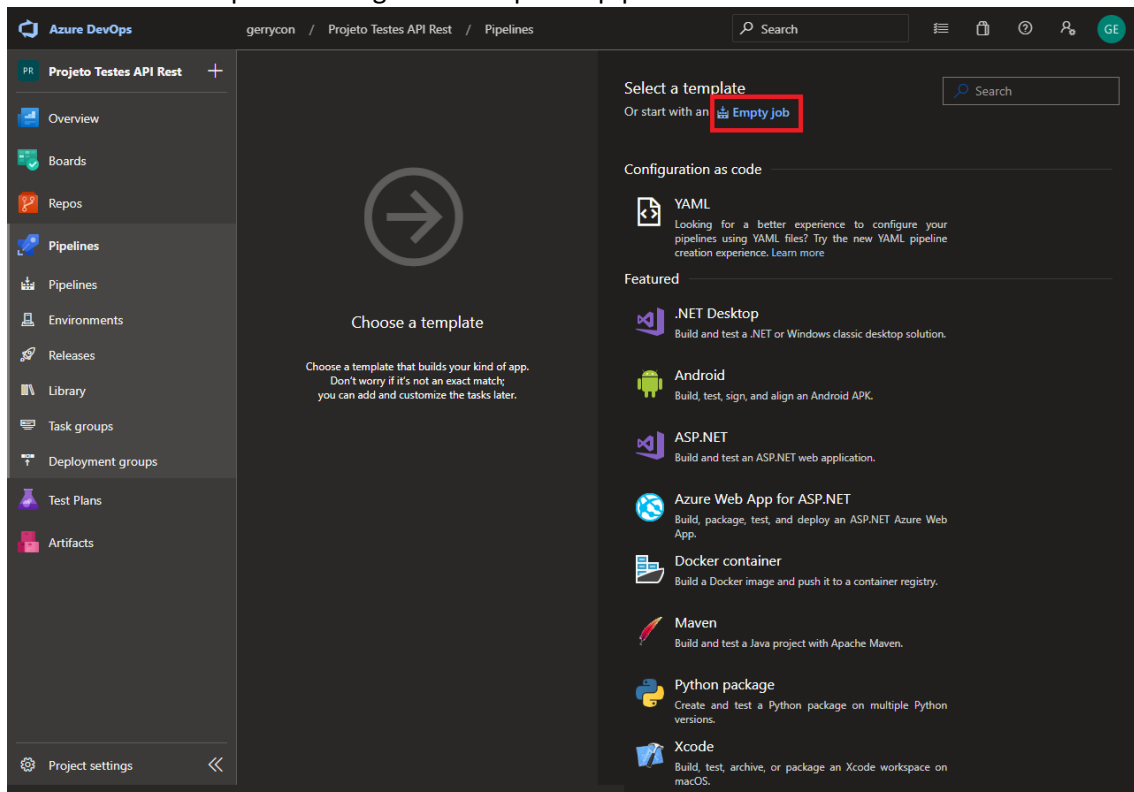 Azure DevOps
gerrycon / Projeto Testes API Rest / Pipelines
Search
GE
PR Projeto Testes API Rest
Overview
Boards
Repos
Pipelines
Pipelines
Environments
Releases
Library
Task groups
Deployment groups
Test Plans
Artifacts
Project settings
Choose a template
Choose a template that builds your kind of app.
Don't worry if it's not an exact match;
you can add and customize the tasks later.
Select a template
Search
Or start with an Empty job
Configuration as code
YAML
Looking for a better experience to configure your
pipelines using YAML files? Try the new YAML pipeline
creation experience. Learn more
Featured
.NET Desktop
Build and test a .NET or Windows classic desktop solution.
Android
Build, test, sign, and align an Android APK.
ASP.NET
Build and test an ASP.NET web application.
Azure Web App for ASP.NET
Build, package, test, and deploy an ASP.NET Azure Web
App.
Docker container
Build a Docker image and push it to a container registry.
Maven
Build and test a Java project with Apache Maven.
Python package
Create and test a Python package on multiple Python
versions.
Xcode
Build, test, archive, or package an Xcode workspace on
macOS.